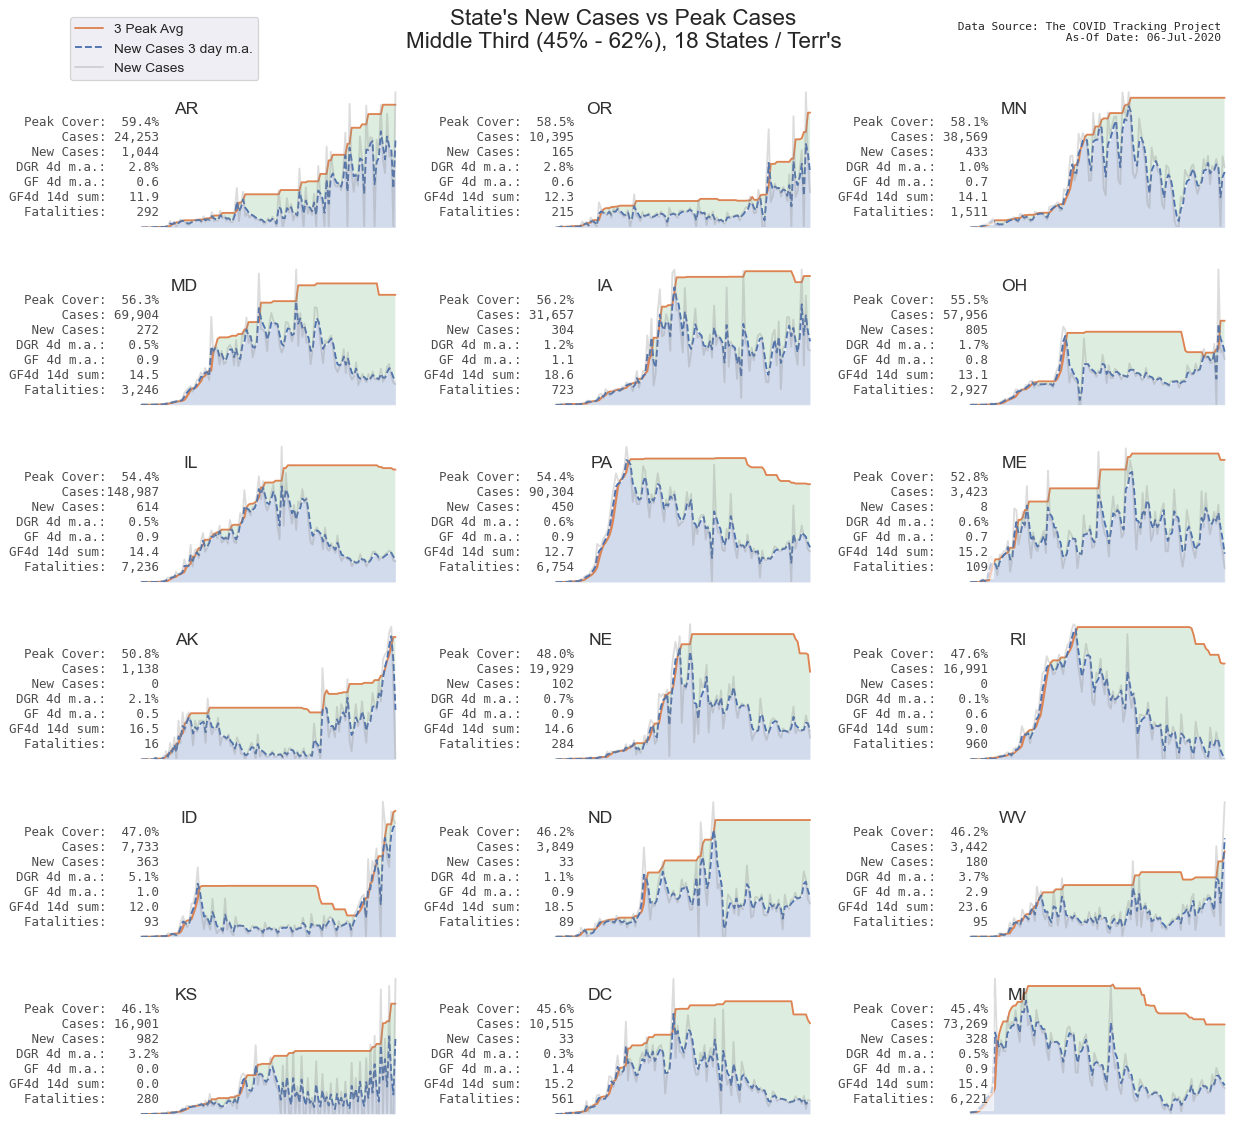 State's New Cases vs Peak Cases
Middle Third (45% - 62%), 18 States / Terr's
3 Peak Avg
New Cases 3 day m.a.
New Cases
Data Source: The COVID Tracking Project
As-Of Date: 06-Jul-2020
AR
Peak Cover: 59.4%
Cases: 24,253
New Cases: 1,044
DGR 4d m.a.: 2.8%
GF 4d m.a.: 0.6
GF4d 14d sum: 11.9
Fatalities: 292
OR
Peak Cover: 58.5%
Cases: 10,395
New Cases: 165
DGR 4d m.a.: 2.8%
GF 4d m.a.: 0.6
GF4d 14d sum: 12.3
Fatalities: 215
MN
Peak Cover: 58.1%
Cases: 38,569
New Cases: 433
DGR 4d m.a.: 1.0%
GF 4d m.a.: 0.7
GF4d 14d sum: 14.1
Fatalities: 1,511
MD
Peak Cover: 56.3%
Cases: 69,904
New Cases: 272
DGR 4d m.a.: 0.5%
GF 4d m.a.: 0.9
GF4d 14d sum: 14.5
Fatalities: 3,246
IA
Peak Cover: 56.2%
Cases: 31,657
New Cases: 304
DGR 4d m.a.: 1.2%
GF 4d m.a.: 1.1
GF4d 14d sum: 18.6
Fatalities: 723
OH
Peak Cover: 55.5%
Cases: 57,956
New Cases: 805
DGR 4d m.a.: 1.7%
GF 4d m.a.: 0.8
GF4d 14d sum: 13.1
Fatalities: 2,927
IL
Peak Cover: 54.4%
Cases:148,987
New Cases: 614
DGR 4d m.a.: 0.5%
GF 4d m.a.: 0.9
GF4d 14d sum: 14.4
Fatalities: 7,236
PA
Peak Cover: 54.4%
Cases: 90,304
New Cases: 450
DGR 4d m.a.: 0.6%
GF 4d m.a.: 0.9
GF4d 14d sum: 12.7
Fatalities: 6,754
ME
Peak Cover: 52.8%
Cases: 3,423
New Cases: 8
DGR 4d m.a.: 0.6%
GF 4d m.a.: 0.7
GF4d 14d sum: 15.2
Fatalities: 109
AK
Peak Cover: 50.8%
Cases: 1,138
New Cases: 0
DGR 4d m.a.: 2.1%
GF 4d m.a.: 0.5
GF4d 14d sum: 16.5
Fatalities: 16
NE
Peak Cover: 48.0%
Cases: 19,929
New Cases: 102
DGR 4d m.a.: 0.7%
GF 4d m.a.: 0.9
GF4d 14d sum: 14.6
Fatalities: 284
RI
Peak Cover: 47.6%
Cases: 16,991
New Cases: 0
DGR 4d m.a.: 0.1%
GF 4d m.a.: 0.6
GF4d 14d sum: 9.0
Fatalities: 960
ID
Peak Cover: 47.0%
Cases: 7,733
New Cases: 363
DGR 4d m.a.: 5.1%
GF 4d m.a.: 1.0
GF4d 14d sum: 12.0
Fatalities: 93
ND
Peak Cover: 46.2%
Cases: 3,849
New Cases: 33
DGR 4d m.a.: 1.1%
GF 4d m.a.: 0.9
GF4d 14d sum: 18.5
Fatalities: 89
WV
Peak Cover: 46.2%
Cases: 3,442
New Cases: 180
DGR 4d m.a.: 3.7%
GF 4d m.a.: 2.9
GF4d 14d sum: 23.6
Fatalities: 95
KS
Peak Cover: 46.1%
Cases: 16,901
New Cases: 982
DGR 4d m.a.: 3.2%
GF 4d m.a.: 0.0
GF4d 14d sum: 0.0
Fatalities: 280
DC
Peak Cover: 45.6%
Cases: 10,515
New Cases: 33
DGR 4d m.a.: 0.3%
GF 4d m.a.: 1.4
GF4d 14d sum: 15.2
Fatalities: 561
MI
Peak Cover: 45.4%
Cases: 73,269
New Cases: 328
DGR 4d m.a.: 0.5%
GF 4d m.a.: 0.9
GF4d 14d sum: 15.4
Fatalities: 6,221